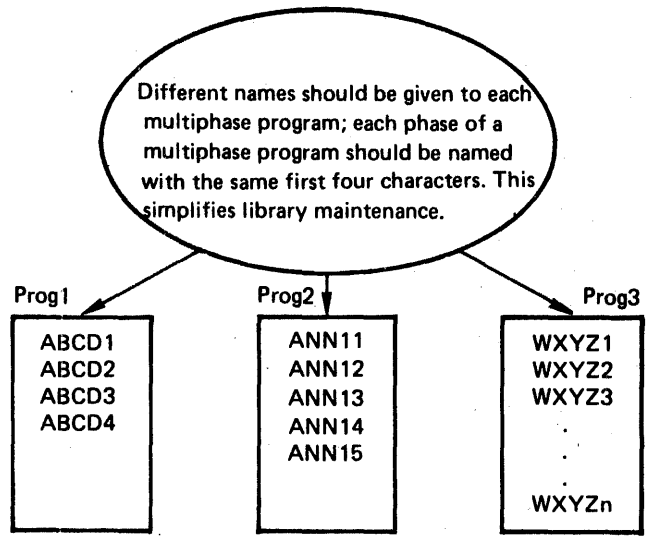 Different names should be given to each
multiphase program; each phase of a
multiphase program should be named
with the same first four characters. This
simplifies library maintenance.
Prog1
ABCD1
ABCD2
ABCD3
ABCD4
Prog2
ANN11
ANN12
ANN13
ANN14
ANN15
Prog3
WXYZ1
WXYZ2
WXYZ3
.
.
.
WXYZn